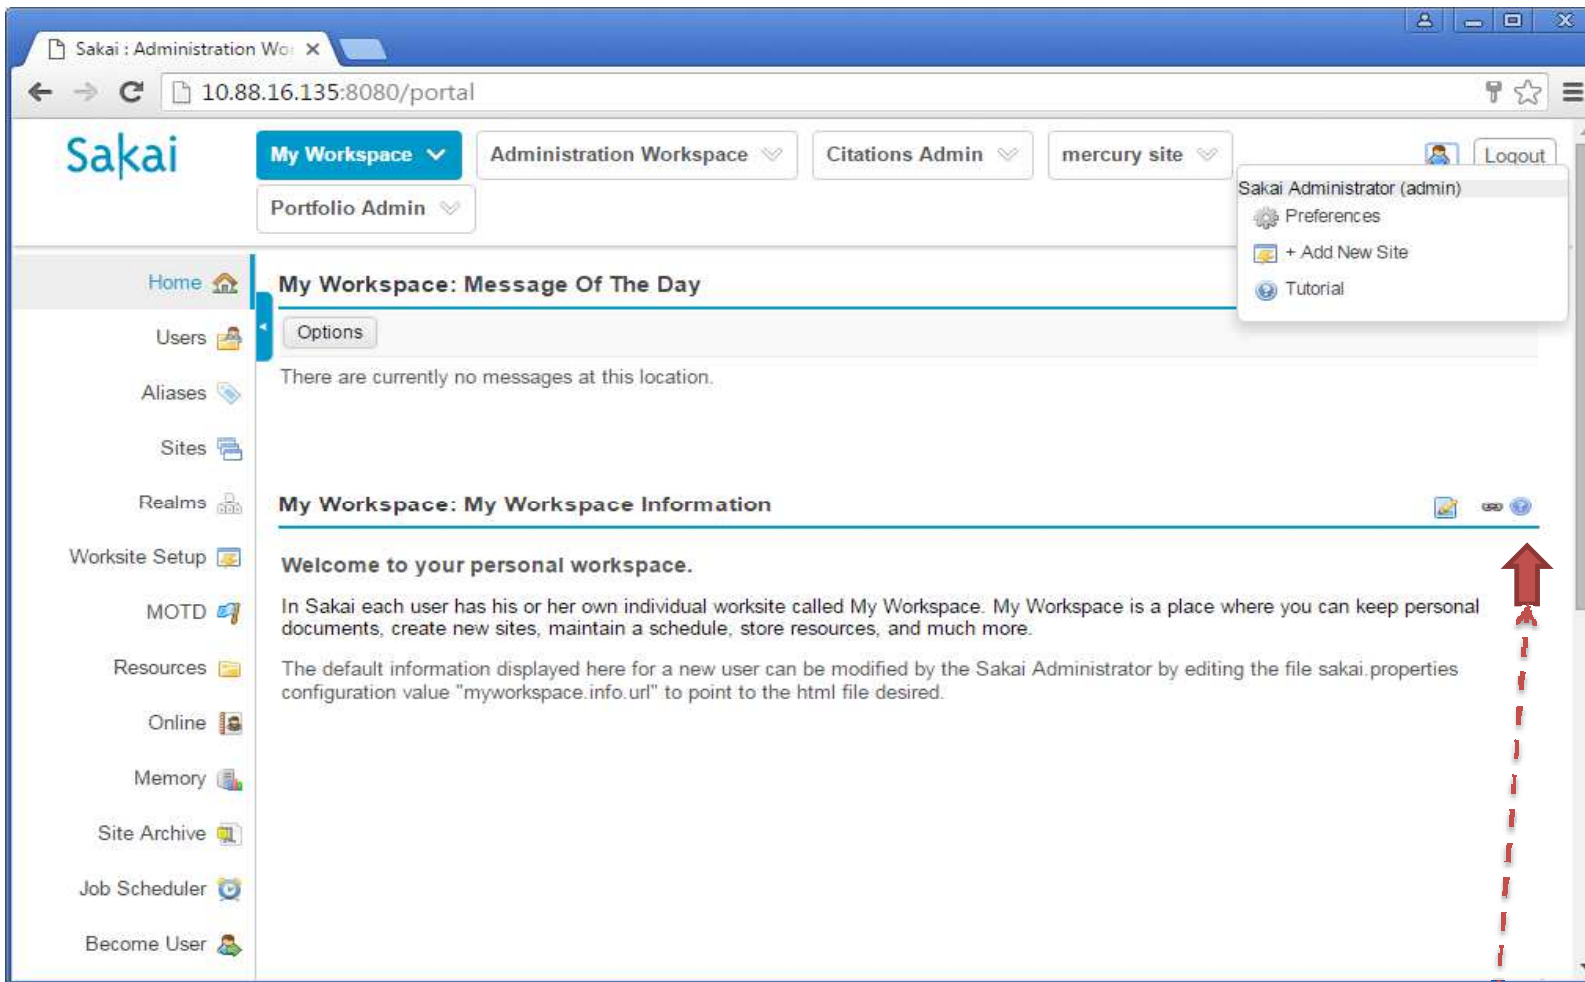 Sakai : Administration Wor
10.88.16.135:8080/portal
Sakai
My Workspace
Administration Workspace
Citations Admin
mercury site
Logout
Portfolio Admin
Sakai Administrator (admin)
Preferences
+ Add New Site
Tutorial
Home
Users
Aliases
Sites
Realms
Worksite Setup
MOTD
Resources
Online
Memory
Site Archive
Job Scheduler
Become User
My Workspace: Message Of The Day
Options
There are currently no messages at this location.
My Workspace: My Workspace Information
Welcome to your personal workspace.
In Sakai each user has his or her own individual worksite called My Workspace. My Workspace is a place where you can keep personal
documents, create new sites, maintain a schedule, store resources, and much more.
The default information displayed here for a new user can be modified by the Sakai Administrator by editing the file sakai.properties
configuration value "myworkspace.info.url" to point to the html file desired.